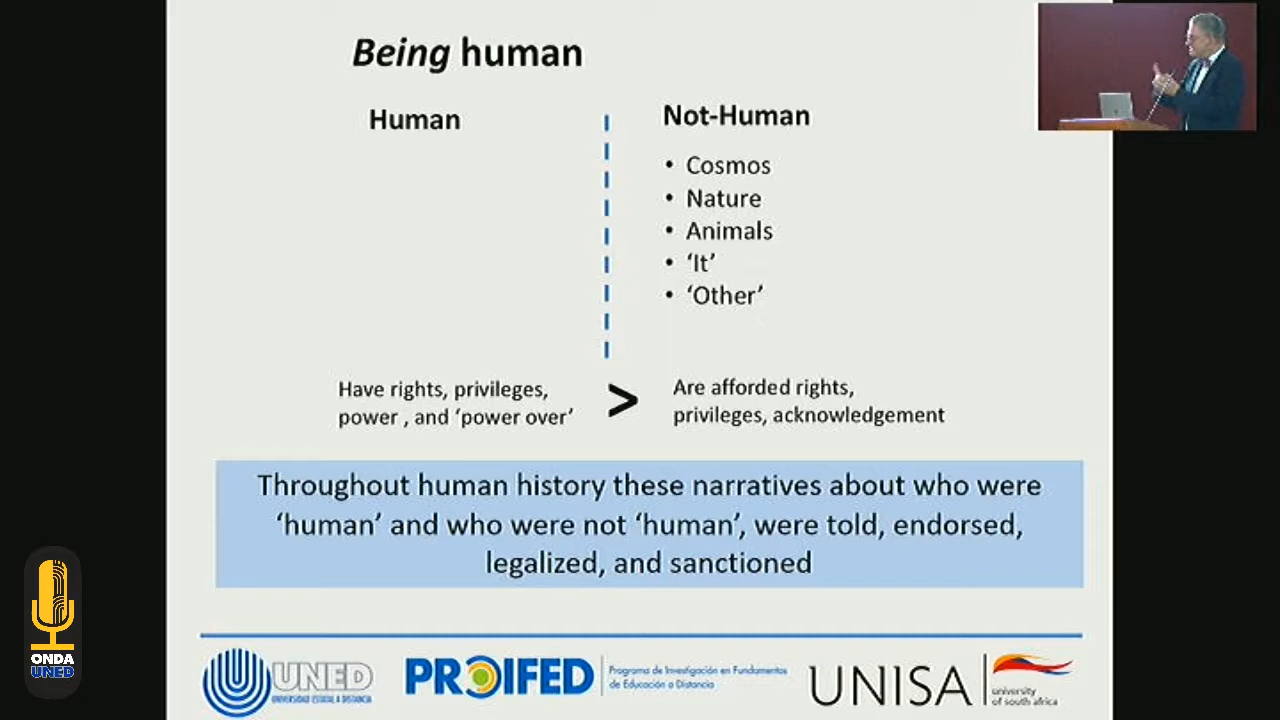 Being human
Human
Not-Human
• Cosmos
• Nature
• Animals
• ‘It’
• ‘Other’
Have rights, privileges,
power , and ‘power over’
>
Are afforded rights,
privileges, acknowledgement
Throughout human history these narratives about who were
‘human’ and who were not ‘human’, were told, endorsed,
legalized, and sanctioned
ONDA
UNED
UNED
UNIVERSIDAD ESTATAL A DISTANCIA
PROIFED
Programa de Investigación en Fundamentos
de Educación a Distancia
UNISA
university
of south africa